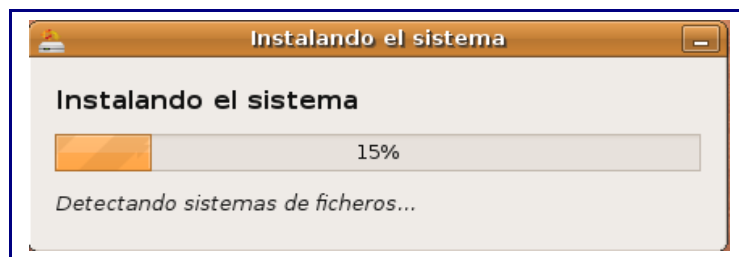 Instalando el sistema
Instalando el sistema
15%
Detectando sistemas de ficheros...